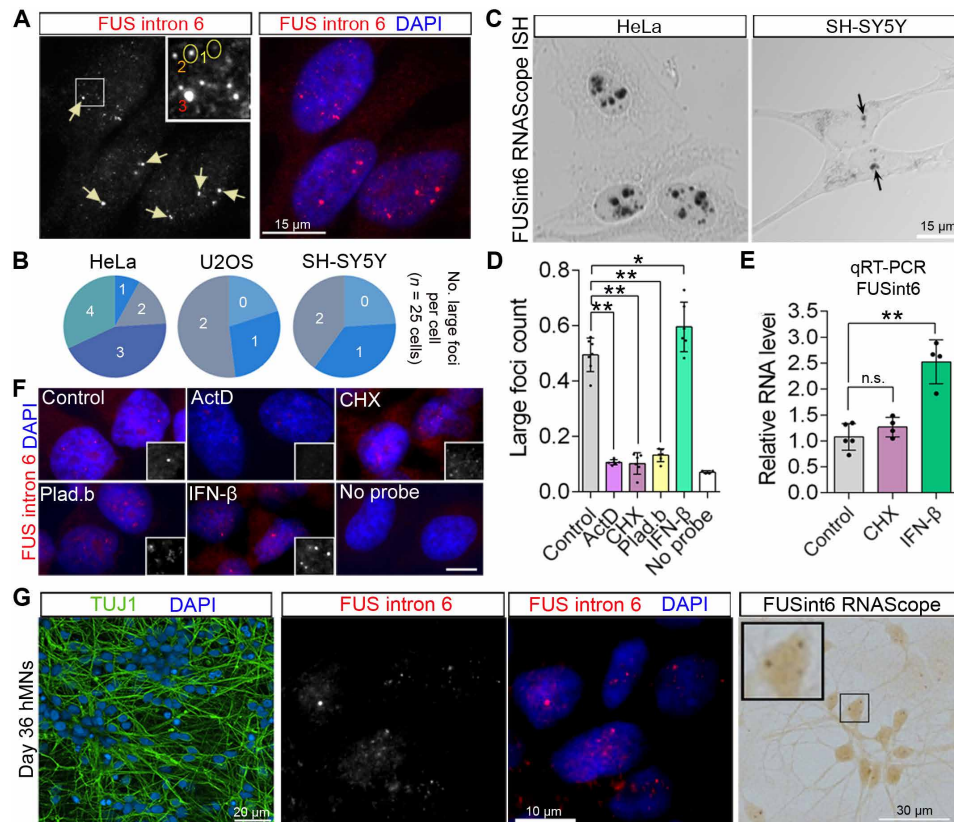 A
FUS intron 6
FUS intron 6 DAPI
1
2
3
15 µm
B
HeLa
U2OS
SH-SY5Y
1
2
3
4
0
1
2
0
1
2
No. large foci
per cell
(n = 25 cells)
C
FUSint6 RNAScope ISH
HeLa
SH-SY5Y
15 µm
D
Large foci count
0.8
0.6
0.4
0.2
0.0
*
**
**
**
Control
ActD
CHX
Plad.b
IFN-β
No probe
E
qRT-PCR
FUSint6
Relative RNA level
3.5
3.0
2.5
2.0
1.5
1.0
0.5
0.0
**
n.s.
Control
CHX
IFN-β
F
FUS intron 6 DAPI
Control
ActD
CHX
Plad.b
IFN-β
No probe
G
Day 36 hMNs
TUJ1 DAPI
20 µm
FUS intron 6
FUS intron 6 DAPI
10 µm
FUSint6 RNAScope
30 µm